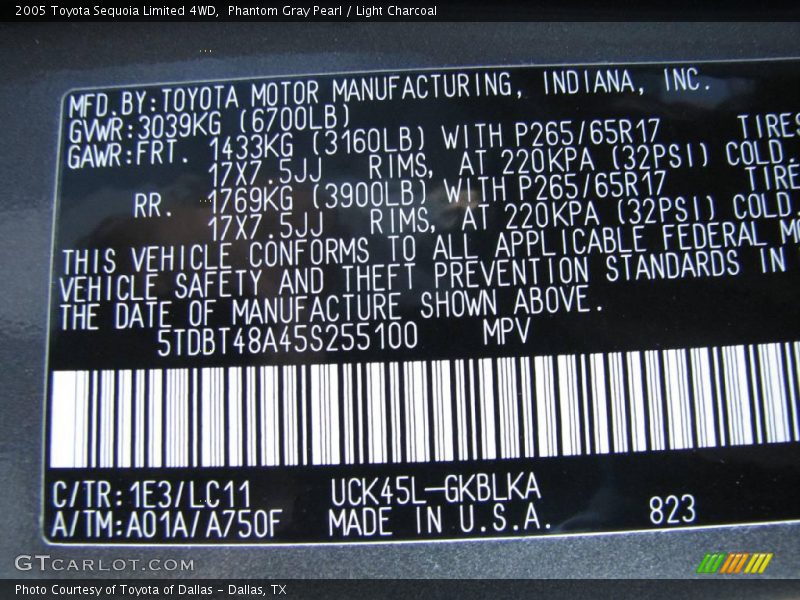 2005 Toyota Sequoia Limited 4WD, Phantom Gray Pearl / Light Charcoal
MFD.BY:TOYOTA MOTOR MANUFACTURING, INDIANA, INC.
GVWR:3039KG (6700LB)
GAWR:FRT. 1433KG (3160LB) WITH P265/65R17 TIRES
17X7.5JJ RIMS, AT 220KPA (32PSI) COLD.
RR. 1769KG (3900LB) WITH P265/65R17 TIRE
17X7.5JJ RIMS, AT 220KPA (32PSI) COLD.
THIS VEHICLE CONFORMS TO ALL APPLICABLE FEDERAL MO
VEHICLE SAFETY AND THEFT PREVENTION STANDARDS IN
THE DATE OF MANUFACTURE SHOWN ABOVE.
5TDBT48A45S255100 MPV
C/TR:1E3/LC11 UCK45L-GKBLKA
A/TM:A01A/A750F MADE IN U.S.A. 823
GTCARLOT.COM
Photo Courtesy of Toyota of Dallas - Dallas, TX